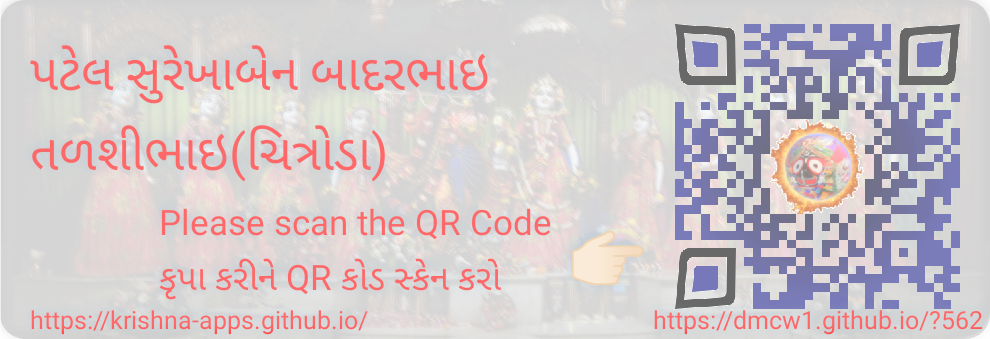 પટેલ સુરેખાબેન બાદરભાઇ
તળશીભાઇ(ચિત્રોડા)
Please scan the QR Code
કૃપા કરીને QR કોડ સ્કેન કરો
https://krishna-apps.github.io/
https://dmcw1.github.io/?562